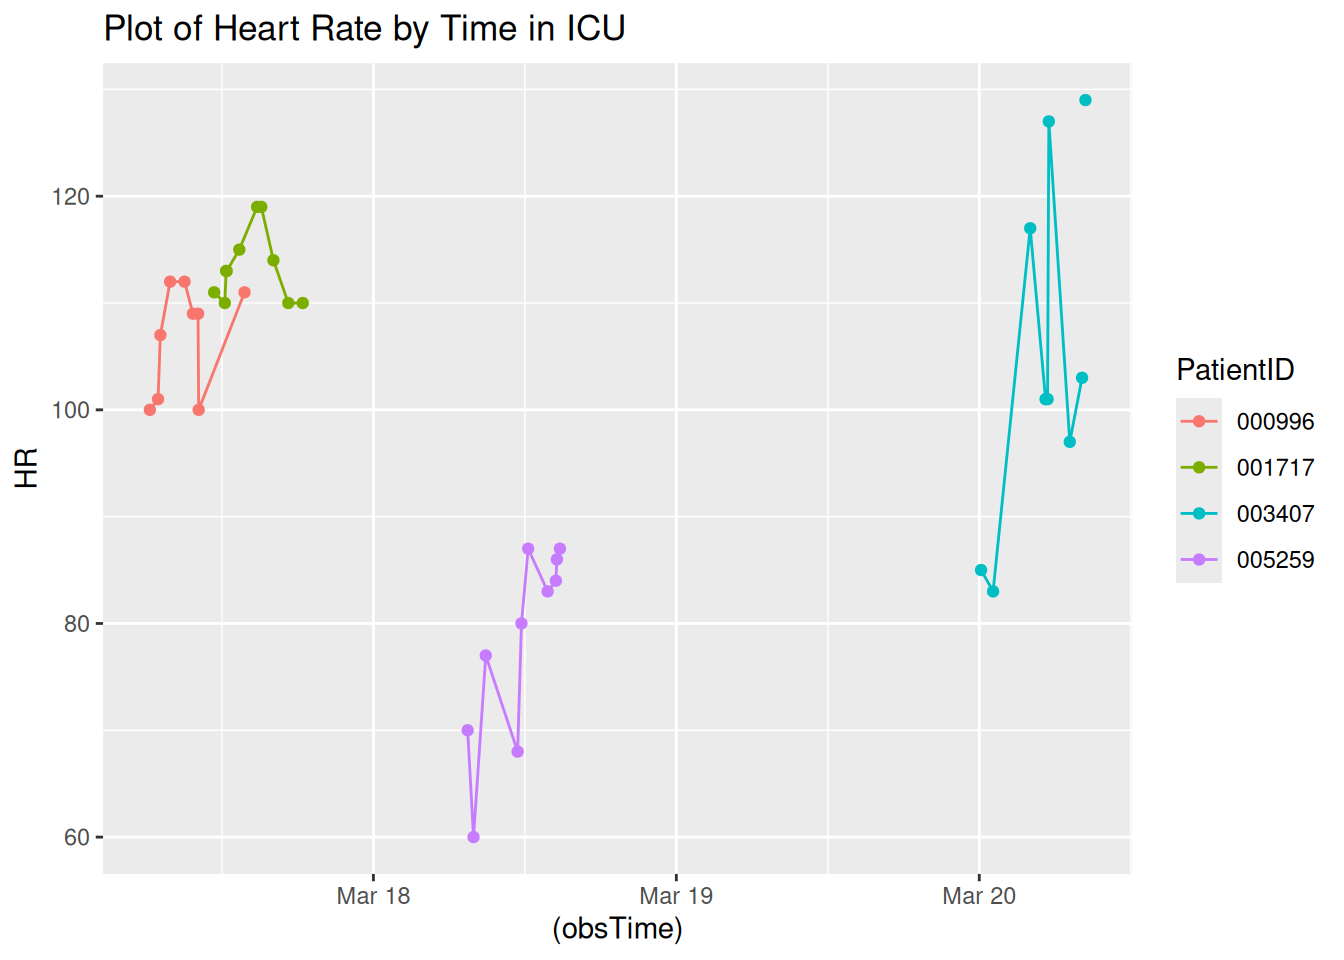 Plot of Heart Rate by Time in ICU
120
100
80
60
HR
Mar 18
Mar 19
Mar 20
(obsTime)
PatientID
000996
001717
003407
005259